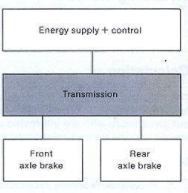 Energy supply + control
Transmission
Front
axle brake
Rear
axle brake